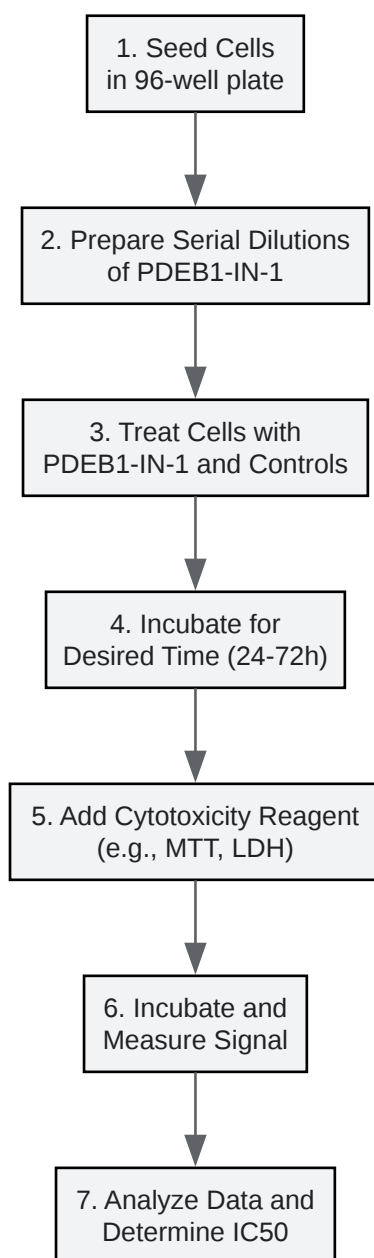 1. Seed Cells
in 96-well plate
2. Prepare Serial Dilutions
of PDEB1-IN-1
3. Treat Cells with
PDEB1-IN-1 and Controls
4. Incubate for
Desired Time (24-72h)
5. Add Cytotoxicity Reagent
(e.g., MTT, LDH)
6. Incubate and
Measure Signal
7. Analyze Data and
Determine IC50